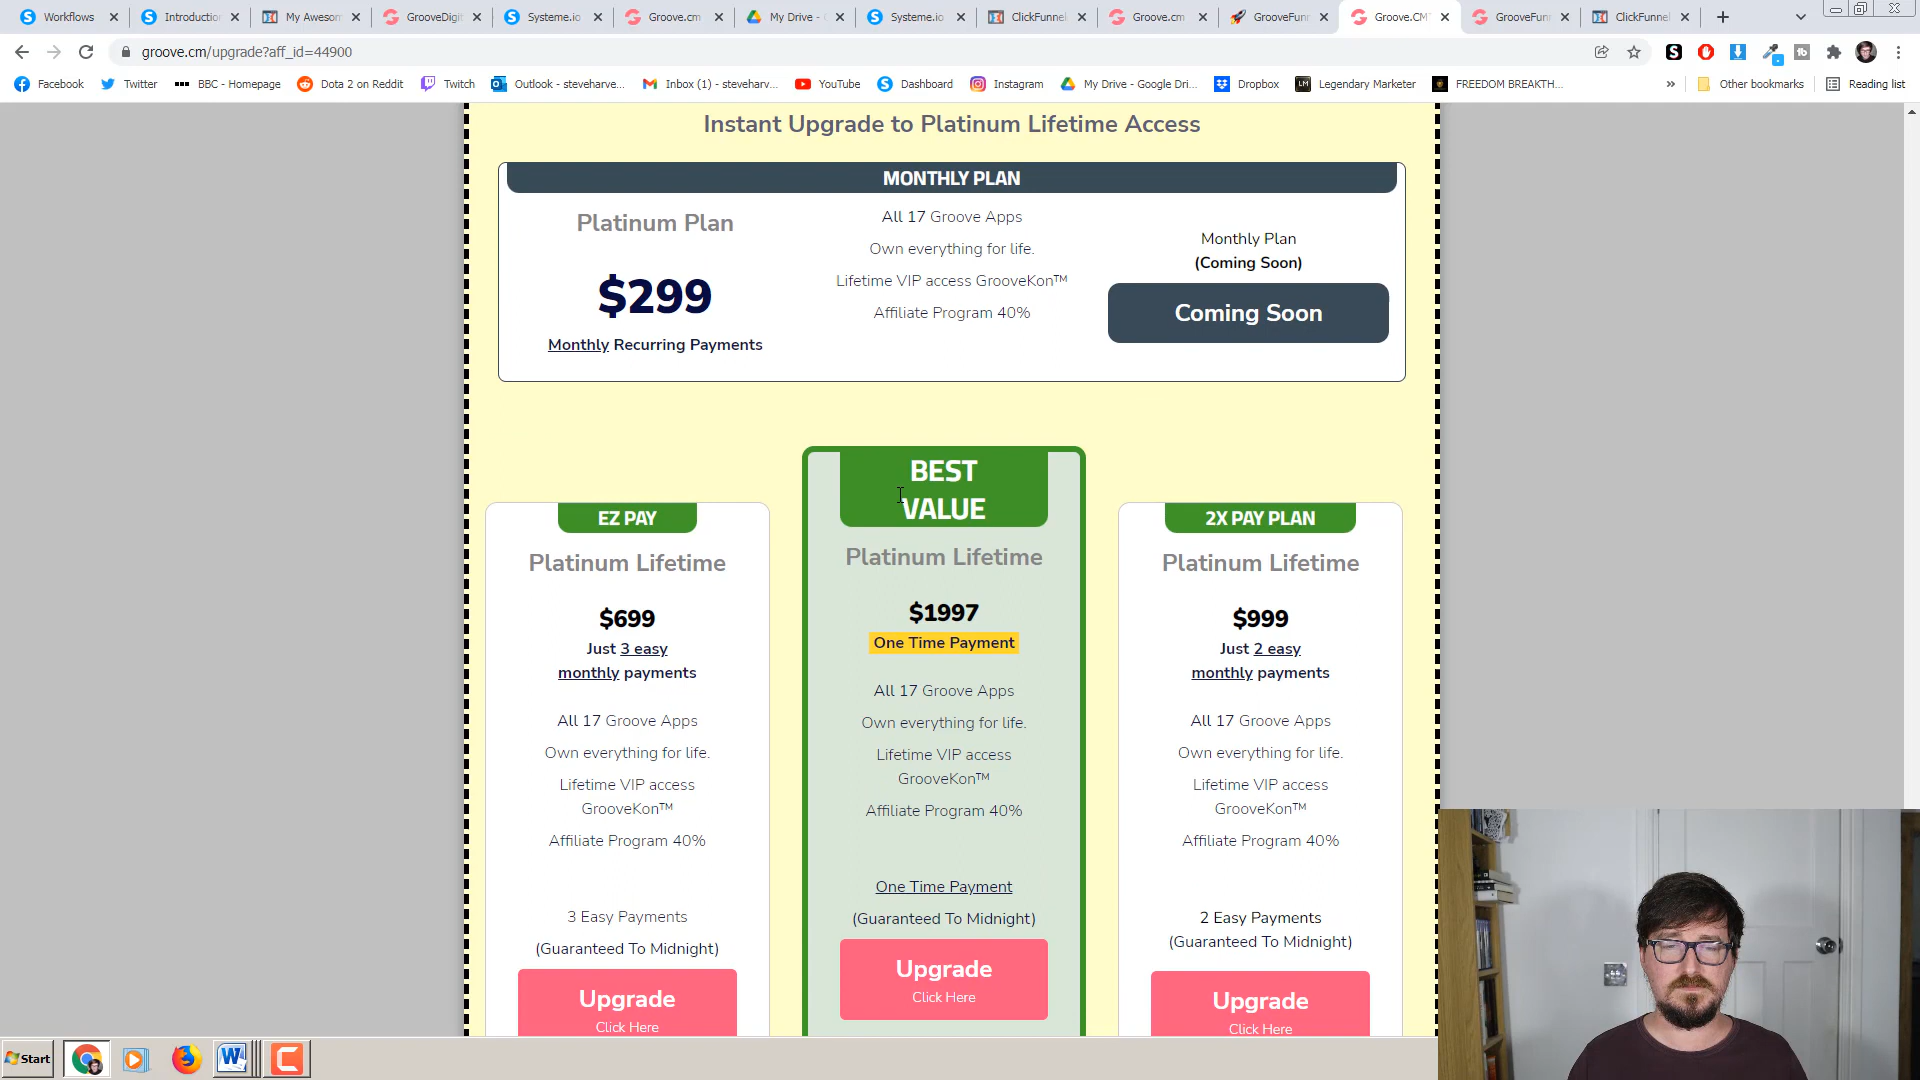 Workflows
Introduction
My Awesom
GrooveDigit
Systeme.io
Groove.cm
My Drive -
Systeme.io
ClickFunnel
Groove.cm
GrooveFunn
Groove.CM
GrooveFunn
ClickFunnel
groove.cm/upgrade?aff_id=44900
Facebook
Twitter
BBC - Homepage
Dota 2 on Reddit
Twitch
Outlook - steveharve...
Inbox (1) - steveharv...
YouTube
Dashboard
Instagram
My Drive - Google Dri...
Dropbox
Legendary Marketer
FREEDOM BREAKTH...
Other bookmarks
Reading list
Instant Upgrade to Platinum Lifetime Access
MONTHLY PLAN
Platinum Plan
$299
Monthly Recurring Payments
All 17 Groove Apps
Own everything for life.
Lifetime VIP access GrooveKon™
Affiliate Program 40%
Monthly Plan
(Coming Soon)
Coming Soon
EZ PAY
Platinum Lifetime
$699
Just 3 easy
monthly payments
All 17 Groove Apps
Own everything for life.
Lifetime VIP access
GrooveKon™
Affiliate Program 40%
3 Easy Payments
(Guaranteed To Midnight)
Upgrade
Click Here
BEST
VALUE
Platinum Lifetime
$1997
One Time Payment
All 17 Groove Apps
Own everything for life.
Lifetime VIP access
GrooveKon™
Affiliate Program 40%
One Time Payment
(Guaranteed To Midnight)
Upgrade
Click Here
2X PAY PLAN
Platinum Lifetime
$999
Just 2 easy
monthly payments
All 17 Groove Apps
Own everything for life.
Lifetime VIP access
GrooveKon™
Affiliate Program 40%
2 Easy Payments
(Guaranteed To Midnight)
Upgrade
Click Here
Start